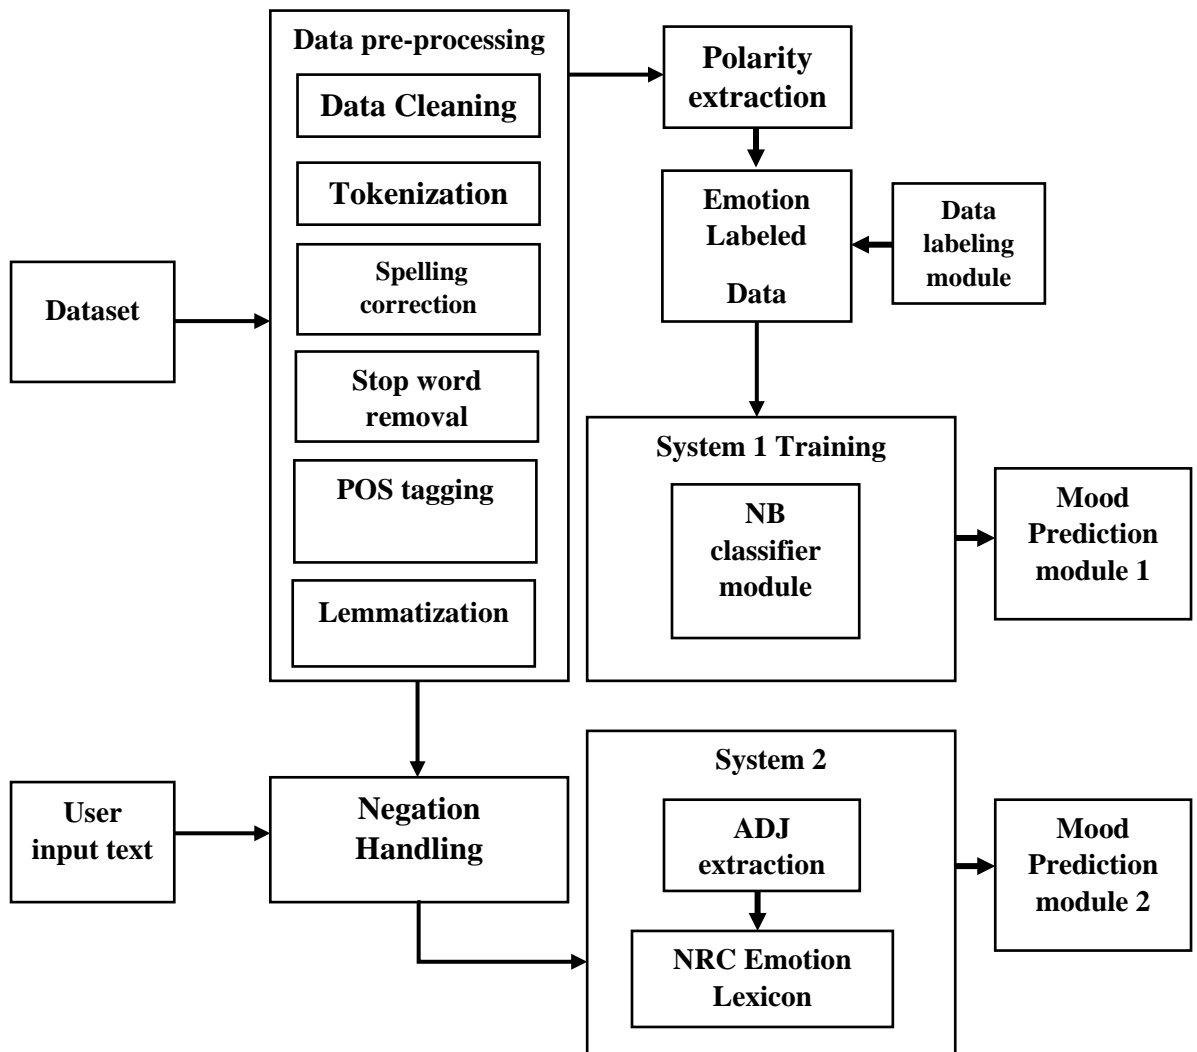 Data pre-processing
Data Cleaning
Tokenization
Spelling
correction
Stop word
removal
POS tagging
Lemmatization
Polarity
extraction
Emotion
Labeled
Data
Data
labeling
module
Dataset
System 1 Training
NB
classifier
module
Mood
Prediction
module 1
User
input text
Negation
Handling
System 2
ADJ
extraction
NRC Emotion
Lexicon
Mood
Prediction
module 2